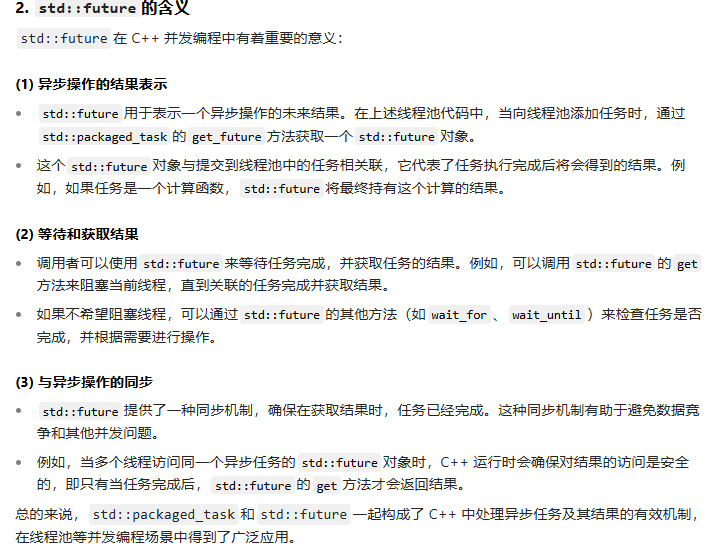 2. std::future 的含义
std::future 在 C++ 并发编程中有着重要的意义：
(1) 异步操作的结果表示
• std::future 用于表示一个异步操作的未来结果。在上述线程池代码中，当向线程池添加任务时，通过
std::packaged_task 的 get_future 方法获取一个 std::future 对象。
• 这个 std::future 对象与提交到线程池中的任务相关联，它代表了任务执行完成后将会得到的结果。例
如，如果任务是一个计算函数， std::future 将最终持有这个计算的结果。
(2) 等待和获取结果
• 调用者可以使用 std::future 来等待任务完成，并获取任务的结果。例如，可以调用 std::future 的 get
方法来阻塞当前线程，直到关联的任务完成并获取结果。
• 如果不希望阻塞线程，可以通过 std::future 的其他方法（如 wait_for 、 wait_until ）来检查任务是否
完成，并根据需要进行操作。
(3) 与异步操作的同步
• std::future 提供了一种同步机制，确保在获取结果时，任务已经完成。这种同步机制有助于避免数据竞
争和其他并发问题。
• 例如，当多个线程访问同一个异步任务的 std::future 对象时，C++ 运行时会确保对结果的访问是安全
的，即只有当任务完成后， std::future 的 get 方法才会返回结果。
总的来说， std::packaged_task 和 std::future 一起构成了 C++ 中处理异步任务及其结果的有效机制，
在线程池等并发编程场景中得到了广泛应用。